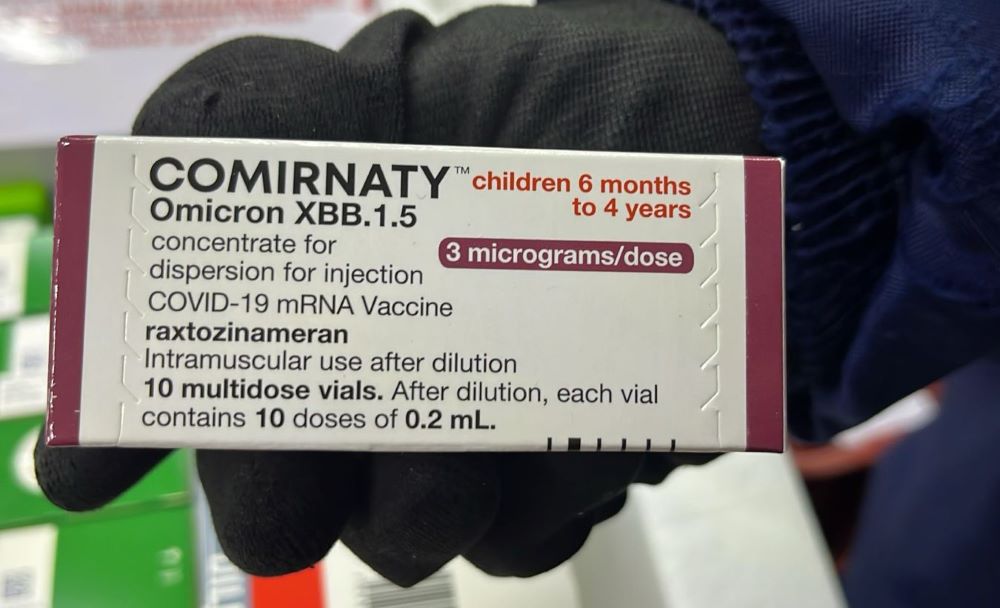 COMIRNATY™ children 6 months
to 4 years
Omicron XBB.1.5
3 micrograms/dose
concentrate for
dispersion for injection
COVID-19 mRNA Vaccine
raxtozinameran
Intramuscular use after dilution
10 multidose vials. After dilution, each vial
contains 10 doses of 0.2 mL.